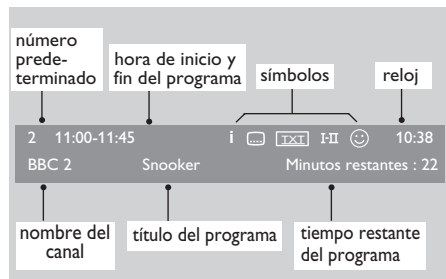 número
prede-
terminado
hora de inicio y
fin del programa
símbolos
reloj
2 11:00-11:45 i TXT I-II 10:38
BBC 2 Snooker Minutos restantes : 22
nombre del
canal
título del programa
tiempo restante
del programa